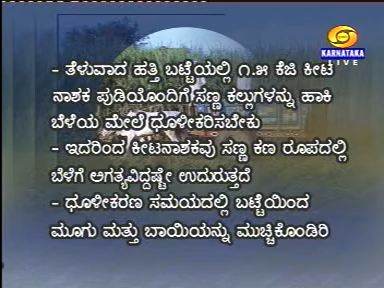 KARNATAKA
LIVE
- ತೆಳುವಾದ ಹತ್ತಿ ಬಟ್ಟೆಯಲ್ಲಿ ೧.೫ ಕೆಜಿ ಕೀಟ
ನಾಶಕ ಪುಡಿಯೊಂದಿಗೆ ಸಣ್ಣ ಕಲ್ಲುಗಳನ್ನು ಹಾಕಿ
ಬೆಳೆಯ ಮೇಲೆ ಧೂಳೀಕರಿಸಬೇಕು
- ಇದರಿಂದ ಕೀಟನಾಶಕವು ಸಣ್ಣ ಕಣ ರೂಪದಲ್ಲಿ
ಬೆಳೆಗೆ ಅಗತ್ಯವಿದ್ದಷ್ಟೇ ಉದುರುತ್ತದೆ
- ಧೂಳೀಕರಣ ಸಮಯದಲ್ಲಿ ಬಟ್ಟೆಯಿಂದ
ಮೂಗು ಮತ್ತು ಬಾಯಿಯನ್ನು ಮುಚ್ಚಿಕೊಂಡಿರಿ